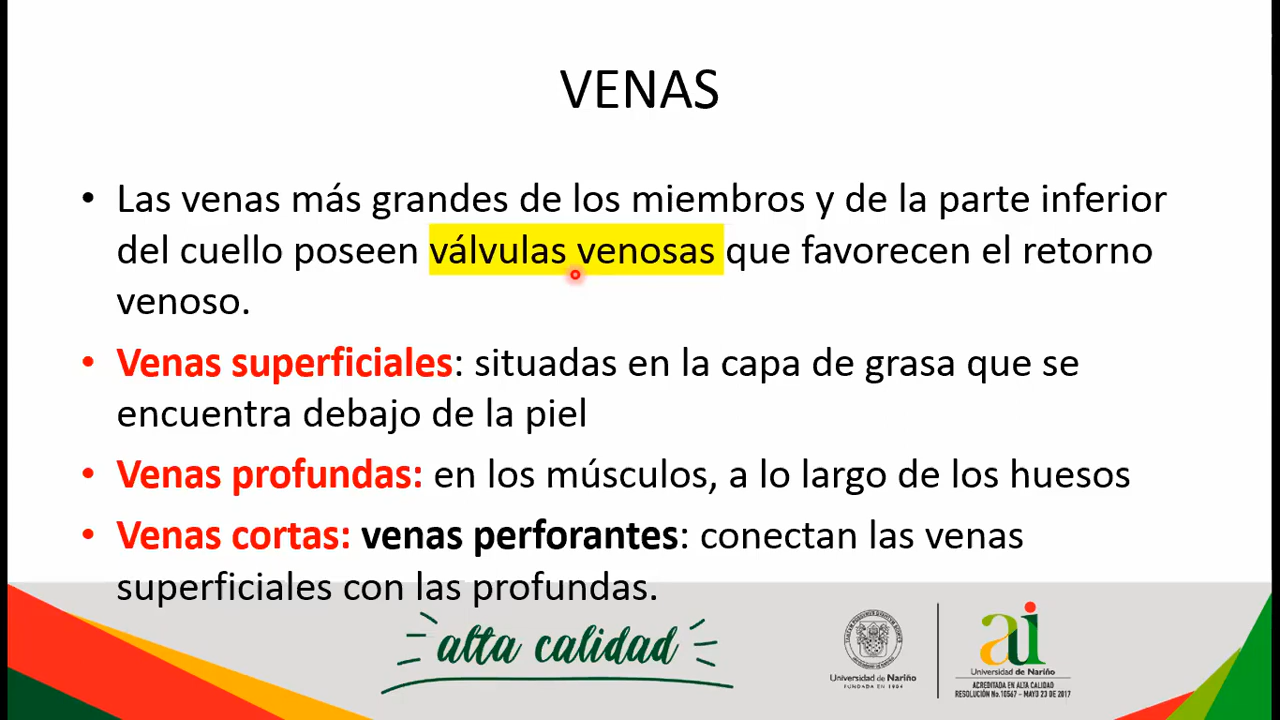 VENAS
• Las venas más grandes de los miembros y de la parte inferior
del cuello poseen válvulas venosas que favorecen el retorno
venoso.
• Venas superficiales: situadas en la capa de grasa que se
encuentra debajo de la piel
• Venas profundas: en los músculos, a lo largo de los huesos
• Venas cortas: venas perforantes: conectan las venas
superficiales con las profundas.
alta calidad
Universidad de Nariño
FUNDADA EN 1904
ai
Universidad de Nariño
ACREDITADA EN ALTA CALIDAD
RESOLUCIÓN No.10567 - MAYO 23 DE 2017